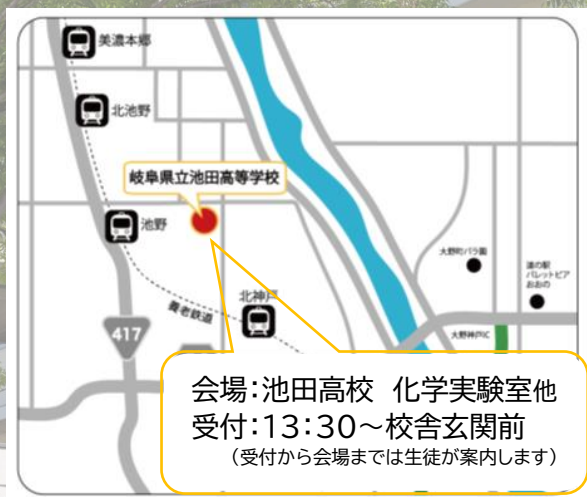 美濃本郷
北池野
岐阜県立池田高等学校
池野
大野町バラ園
道の駅
パレットピア
おおの
北神戸
養老鉄道
417
大野神戸IC
会場:池田高校 化学実験室他
受付:13:30～校舎玄関前
(受付から会場までは生徒が案内します)